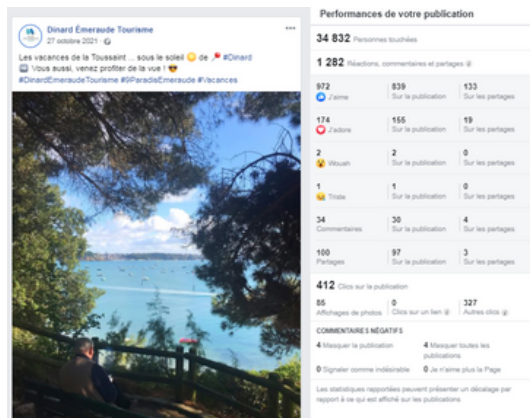 Dinard Émeraude Tourisme
27 octobre 2021
Les vacances de la Toussaint ... sous le soleil de #Dinard
Vous aussi, venez profiter de la vue !
#DinardEmeraudeTourisme #9ParadisEmeraude #Vacances
Performances de votre publication
34 832 Personnes touchées
1 282 Réactions, commentaires et partages
972 839 133
J'aime Sur la publication Sur les partages
174 155 19
J'adore Sur la publication Sur les partages
2 2 0
Wouah Sur la publication Sur les partages
1 1 0
Triste Sur la publication Sur les partages
34 30 4
Commentaires Sur la publication Sur les partages
100 97 3
Partages Sur la publication Sur les partages
412 Clics sur la publication
85 0 327
Affichages de photos Clics sur un lien Autres clics
COMMENTAIRES NÉGATIFS
4 Masquer la publication 4 Masquer toutes les
publications
0 Signaler comme indésirable 0 Je n'aime plus la Page
Les statistiques rapportées peuvent présenter un décalage par
rapport à ce qui est affiché sur les publications